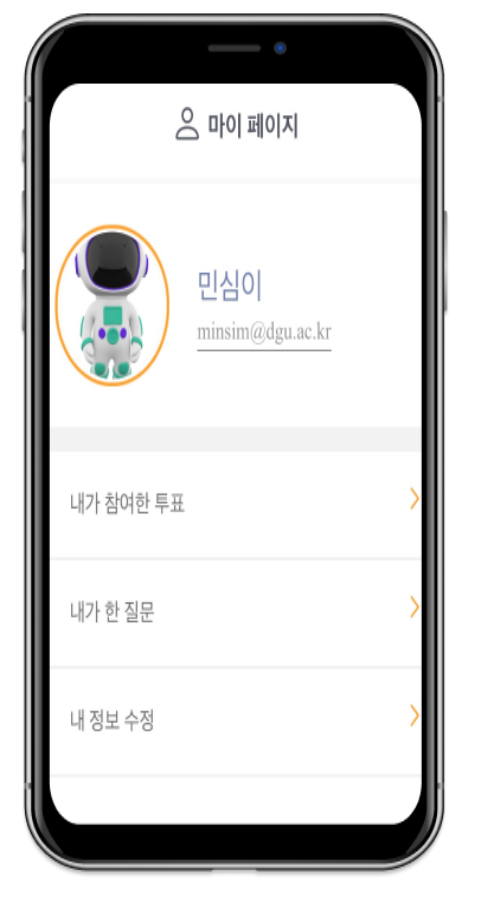 마이 페이지
민심이
minsim@dgu.ac.kr
내가 참여한 투표
내가 한 질문
내 정보 수정